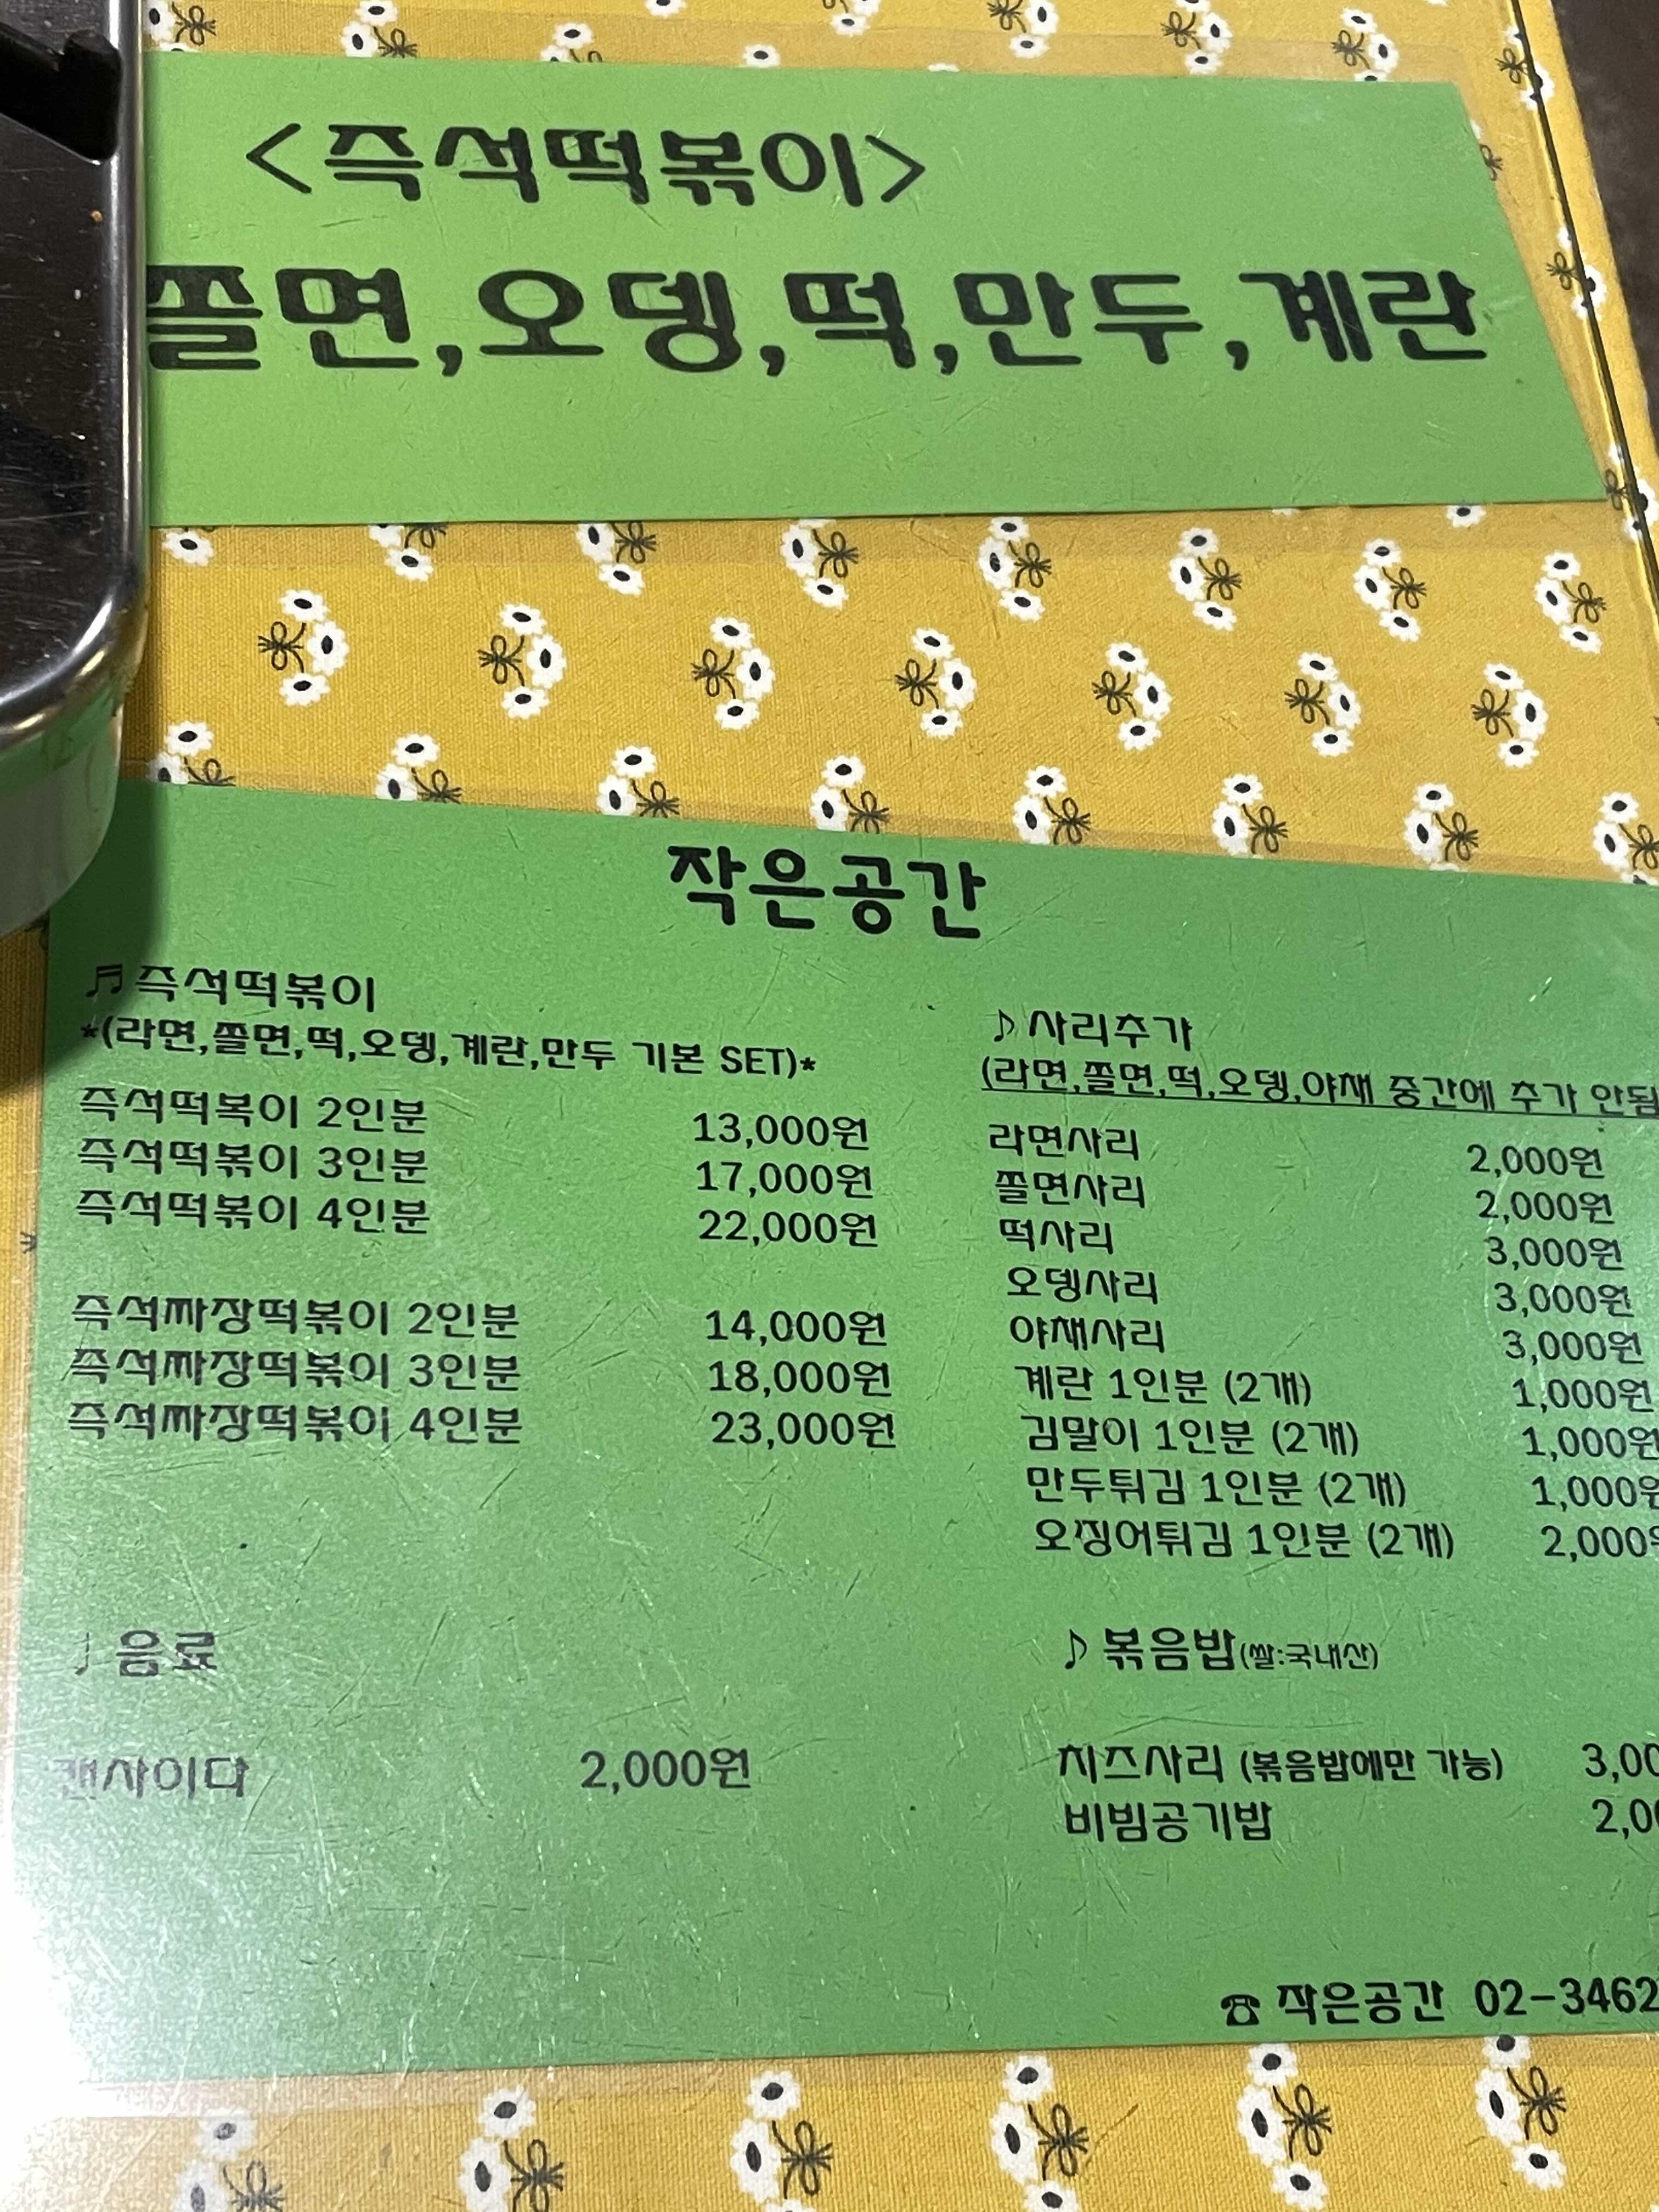 <즉석떡볶이>
쫄면,오뎅,떡,만두,계란
작은공간
♬즉석떡볶이
*(라면,쫄면,떡,오뎅,계란,만두 기본 SET)*
즉석떡볶이 2인분 13,000원
즉석떡볶이 3인분 17,000원
즉석떡볶이 4인분 22,000원
즉석짜장떡볶이 2인분 14,000원
즉석짜장떡볶이 3인분 18,000원
즉석짜장떡볶이 4인분 23,000원
♪사리추가
(라면,쫄면,떡,오뎅,야채 중간에 추가 안됨
라면사리 2,000원
쫄면사리 2,000원
떡사리 3,000원
오뎅사리 3,000원
야채사리 3,000원
계란 1인분 (2개) 1,000원
김말이 1인분 (2개) 1,000원
만두튀김 1인분 (2개) 1,000원
오징어튀김 1인분 (2개) 2,000원
♩음료
캔사이다 2,000원
♪볶음밥(쌀:국내산)
치즈사리 (볶음밥에만 가능) 3,00
비빔공기밥 2,00
☎작은공간 02-3462